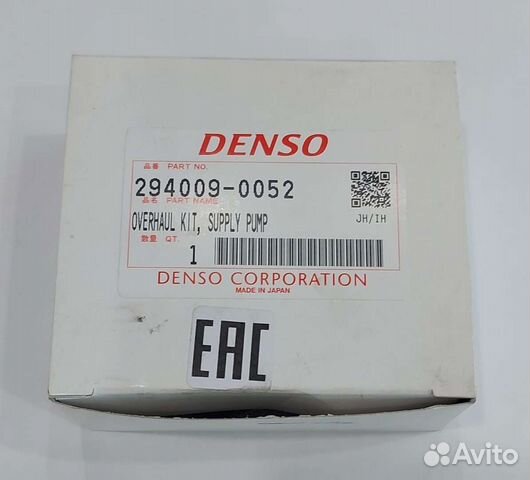 DENSO
品番 PART NO.
294009-0052
品名 PART NAME
OVERHAUL KIT, SUPPLY PUMP
JH/IH
数量 QT.
1
DENSO CORPORATION
MADE IN JAPAN
EAC
Avito